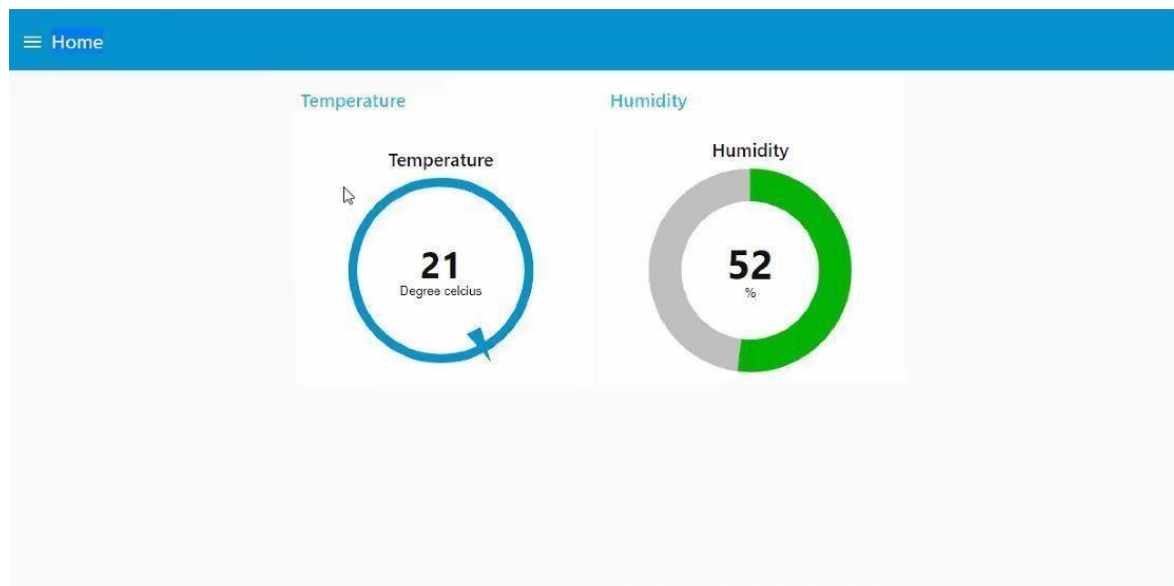 Home
Temperature
Humidity
Temperature
21
Degree celcius
Humidity
52
%